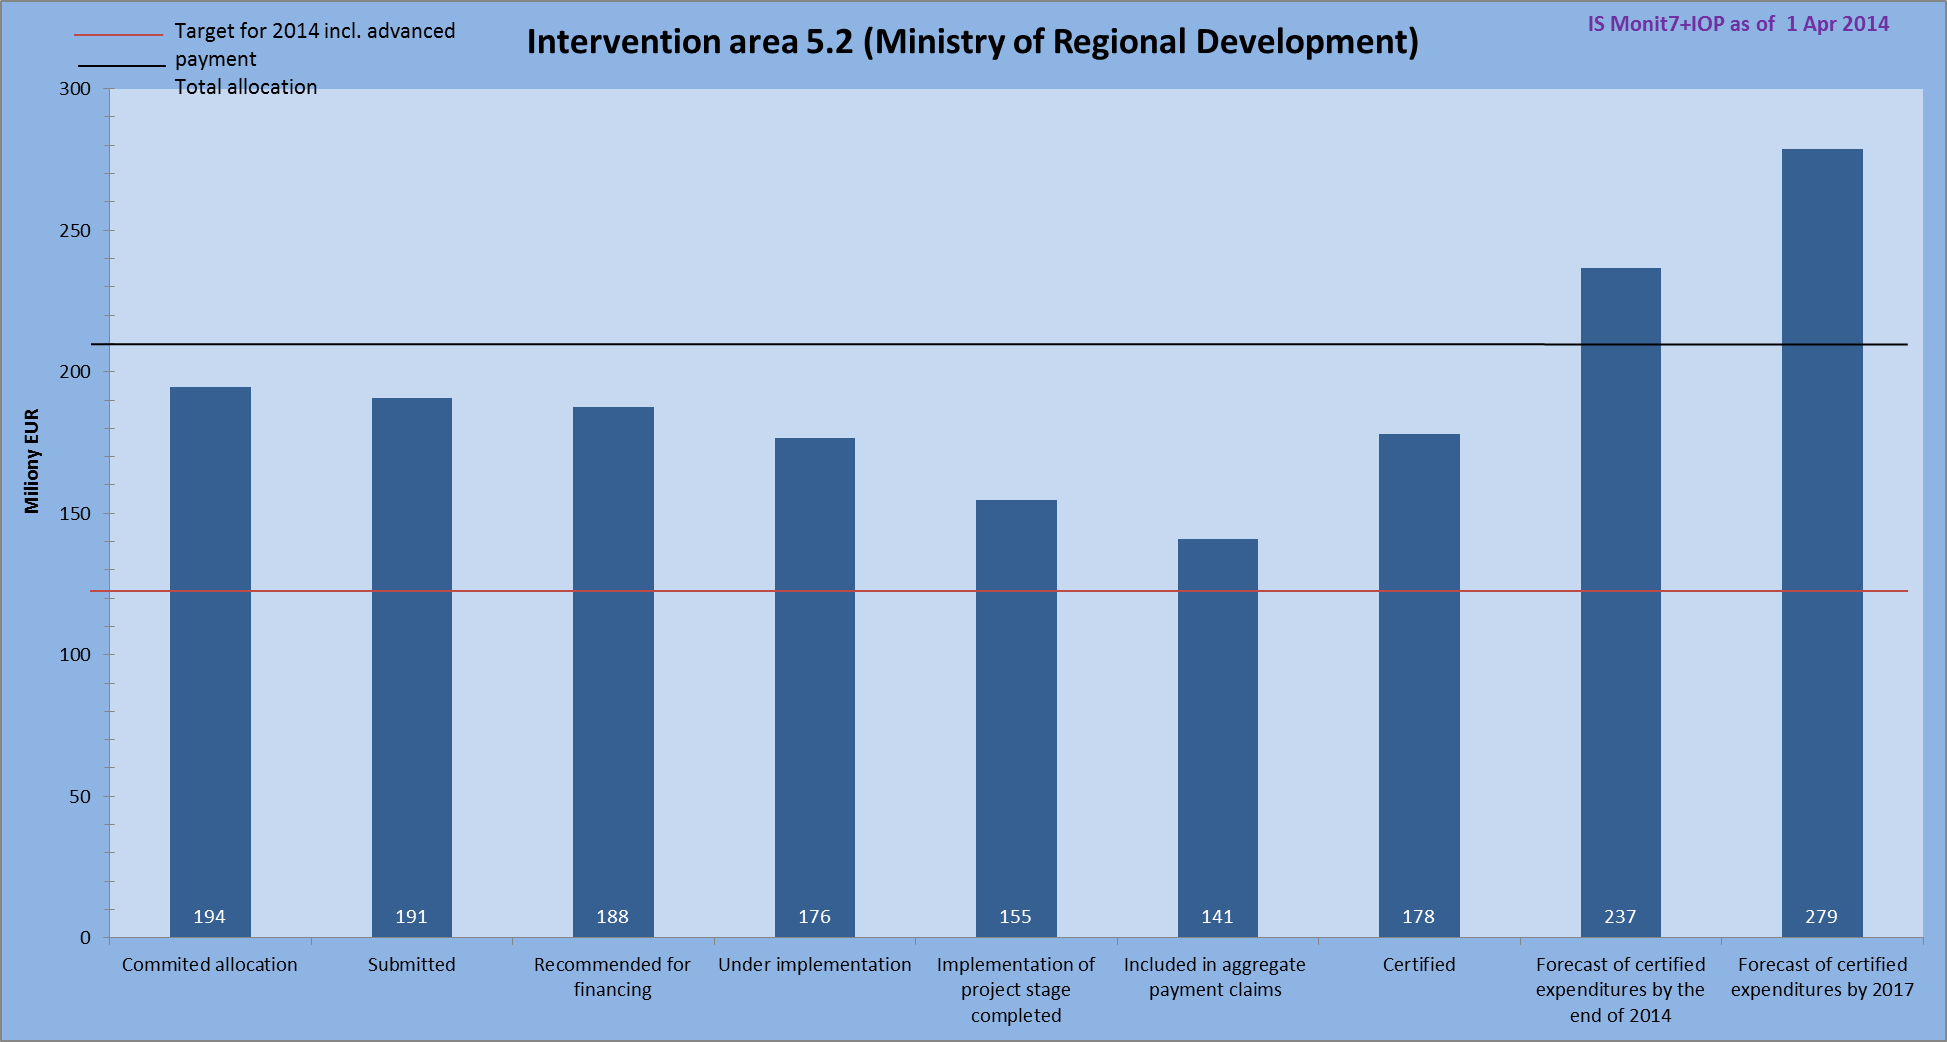 Target for 2014 incl. advanced
payment
Total allocation
Intervention area 5.2 (Ministry of Regional Development)
IS Monit7+IOP as of 1 Apr 2014
Miliony EUR
300
250
200
150
100
50
0
194
191
188
176
155
141
178
237
279
Commited allocation
Submitted
Recommended for
financing
Under implementation
Implementation of
project stage
completed
Included in aggregate
payment claims
Certified
Forecast of certified
expenditures by the
end of 2014
Forecast of certified
expenditures by 2017